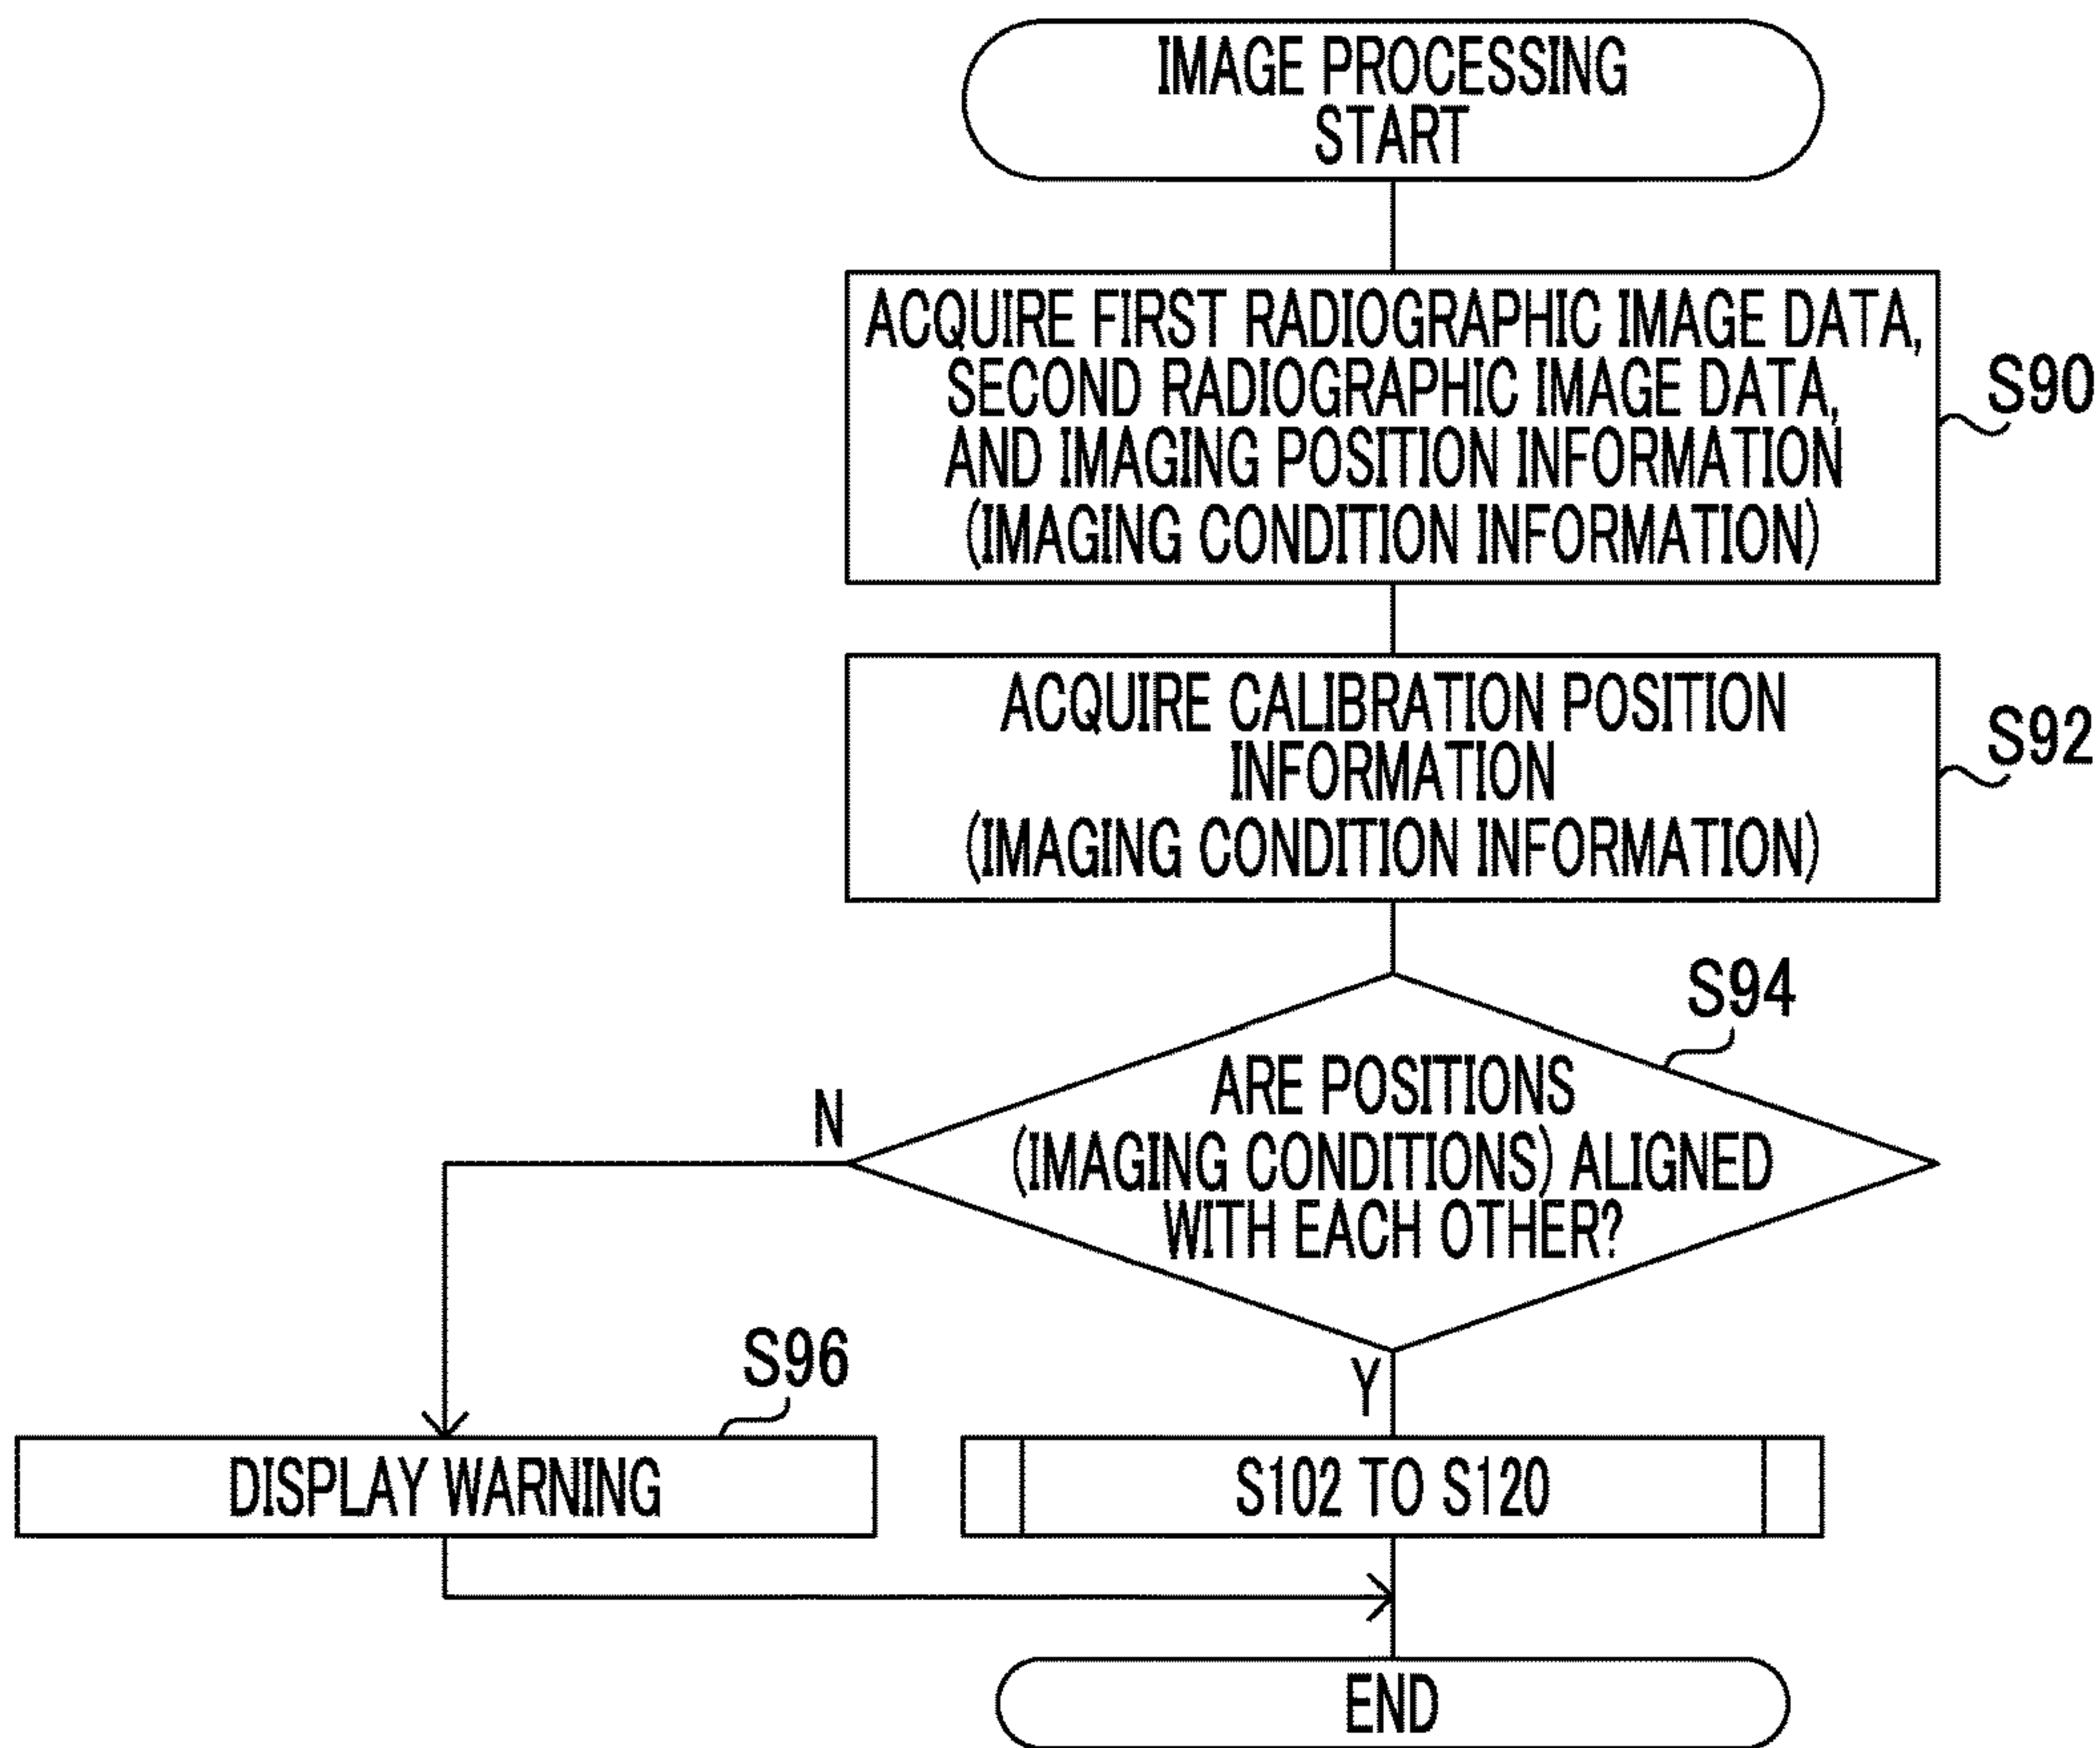 IMAGE PROCESSING
START
ACQUIRE FIRST RADIOGRAPHIC IMAGE DATA,
SECOND RADIOGRAPHIC IMAGE DATA,
AND IMAGING POSITION INFORMATION
(IMAGING CONDITION INFORMATION)
S90
ACQUIRE CALIBRATION POSITION
INFORMATION
(IMAGING CONDITION INFORMATION)
S92
S94
ARE POSITIONS
(IMAGING CONDITIONS) ALIGNED
WITH EACH OTHER?
N
Y
S96
DISPLAY WARNING
S102 TO S120
END